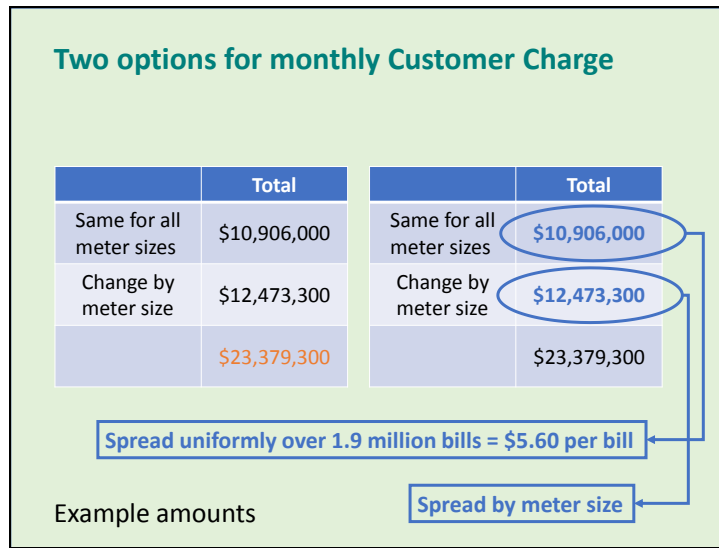 Two options for monthly Customer Charge
Total
Same for all
meter sizes
$10,906,000
Change by
meter size
$12,473,300
$23,379,300
Total
Same for all
meter sizes
$10,906,000
Change by
meter size
$12,473,300
$23,379,300
Spread uniformly over 1.9 million bills = $5.60 per bill
Spread by meter size
Example amounts